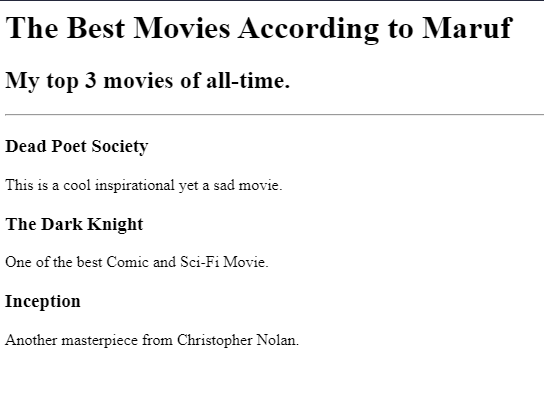 The Best Movies According to Maruf
My top 3 movies of all-time.
Dead Poet Society
This is a cool inspirational yet a sad movie.
The Dark Knight
One of the best Comic and Sci-Fi Movie.
Inception
Another masterpiece from Christopher Nolan.